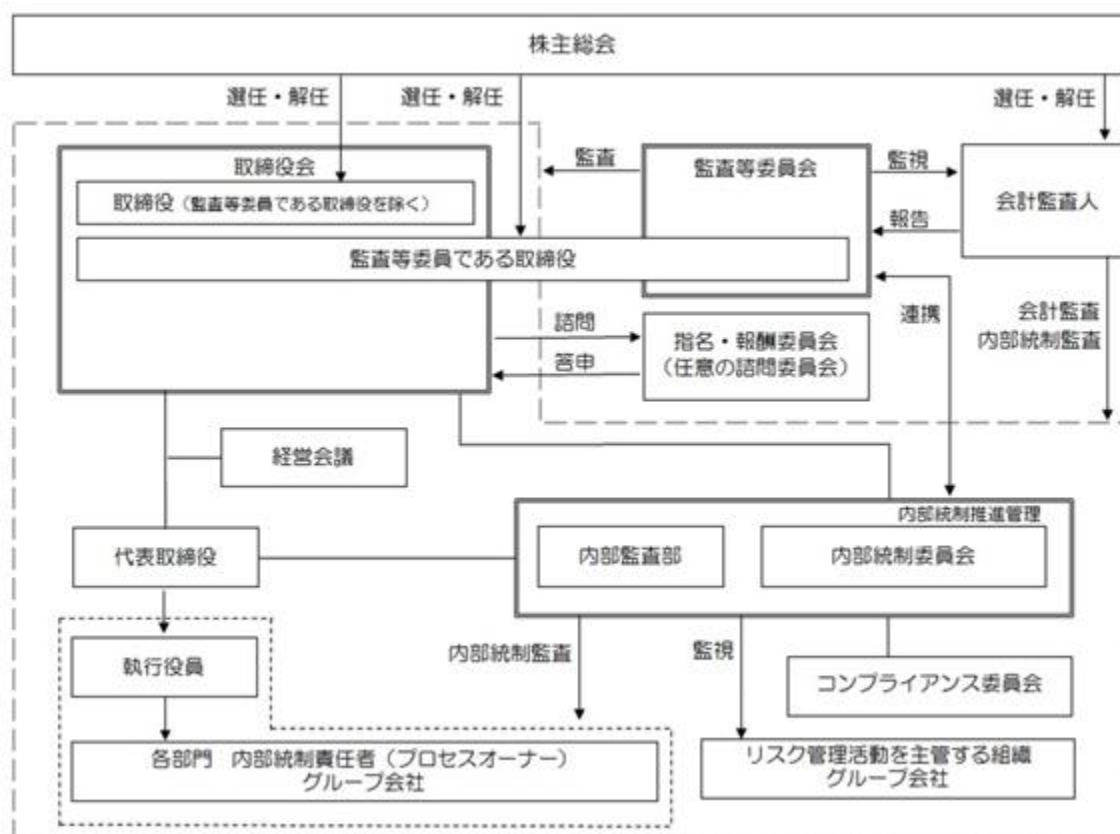 株主総会
選任・解任
選任・解任
選任・解任
取締役会
取締役（監査等委員である取締役を除く）
監査等委員である取締役
監査
監査等委員会
監視
報告
会計監査人
諮問
答申
指名・報酬委員会
（任意の諮問委員会）
連携
会計監査
内部統制監査
経営会議
内部統制推進管理
代表取締役
内部監査部
内部統制委員会
執行役員
内部統制監査
監視
コンプライアンス委員会
各部門　内部統制責任者（プロセスオーナー）
グループ会社
リスク管理活動を主管する組織
グループ会社